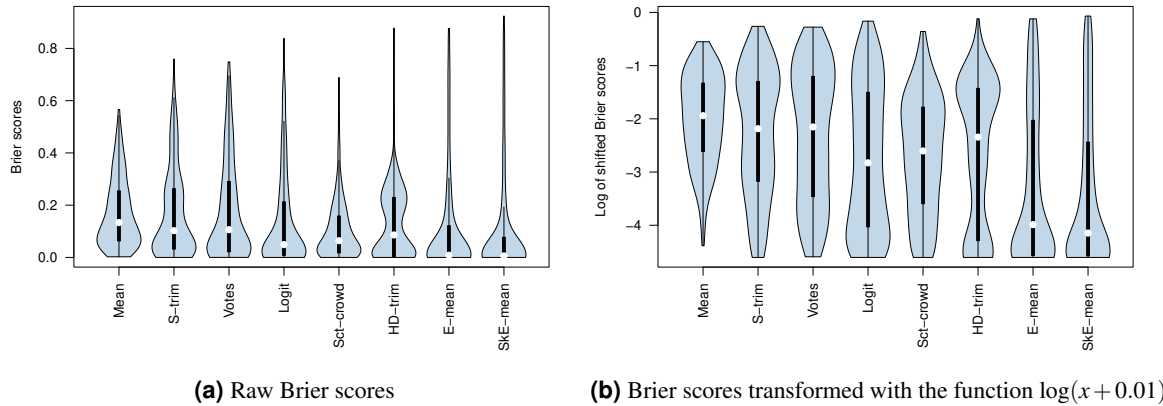 Brier scores
0.8
0.6
0.4
0.2
0.0
Mean
S−trim
Votes
Logit
Sct−crowd
HD−trim
E−mean
SkE−mean
(a) Raw Brier scores
Log of shifted Brier scores
0
−1
−2
−3
−4
Mean
S−trim
Votes
Logit
Sct−crowd
HD−trim
E−mean
SkE−mean
(b) Brier scores transformed with the function log(x + 0.01)